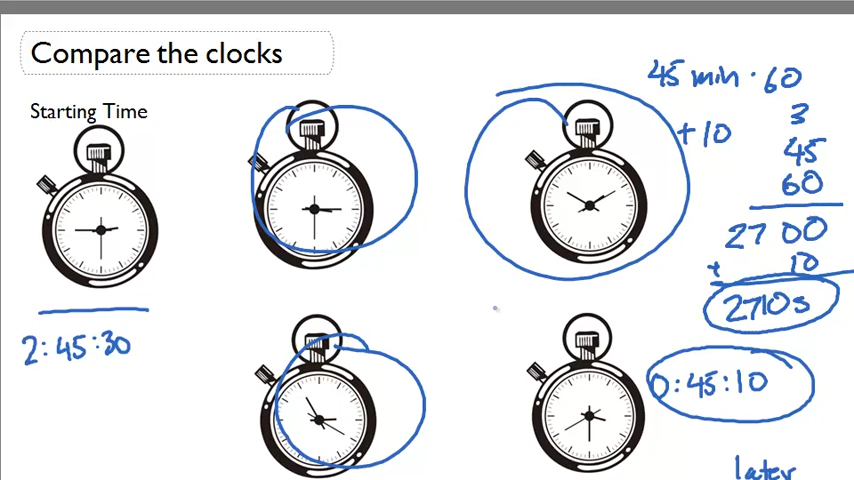 Compare the clocks
Starting Time
2:45:30
45 min · 60
+10
3
45
60
2700
+ 10
2710s
0:45:10
later